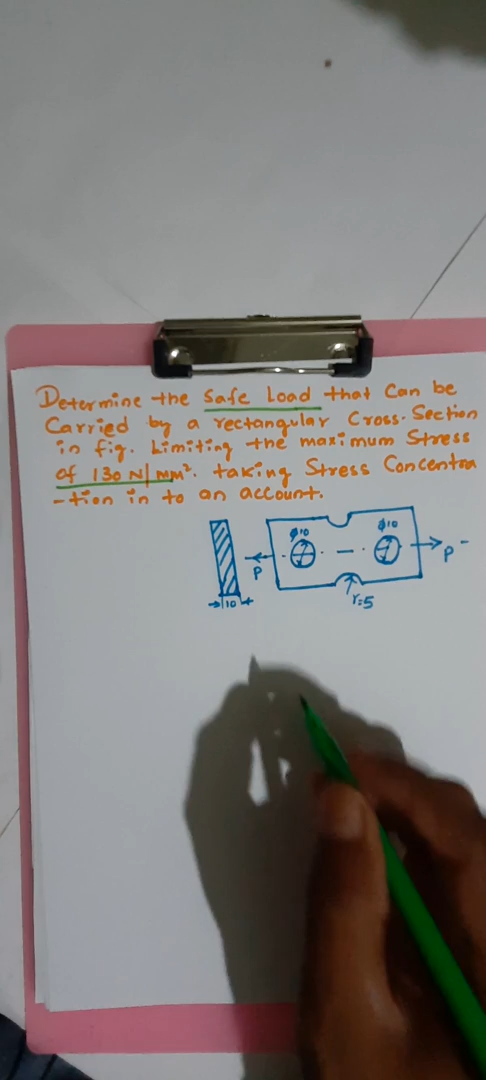 Determine the Safe Load that Can be
Carried by a rectangular Cross-Section
in fig. Limiting the maximum Stress
of 130 N/mm². taking Stress Concentra
-tion in to an account.
ϕ10 ϕ10
P P
10
r=5